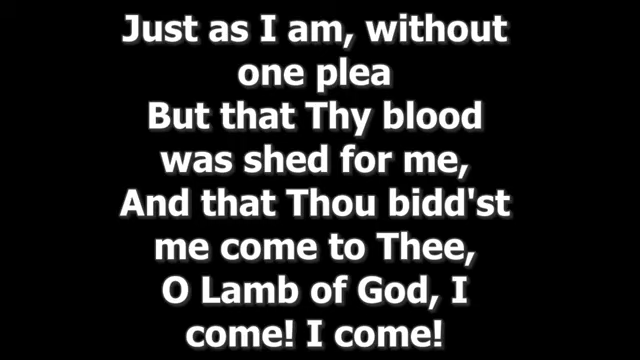 Just as I am, without
one plea
But that Thy blood
was shed for me,
And that Thou bidd'st
me come to Thee,
O Lamb of God, I
come! I come!